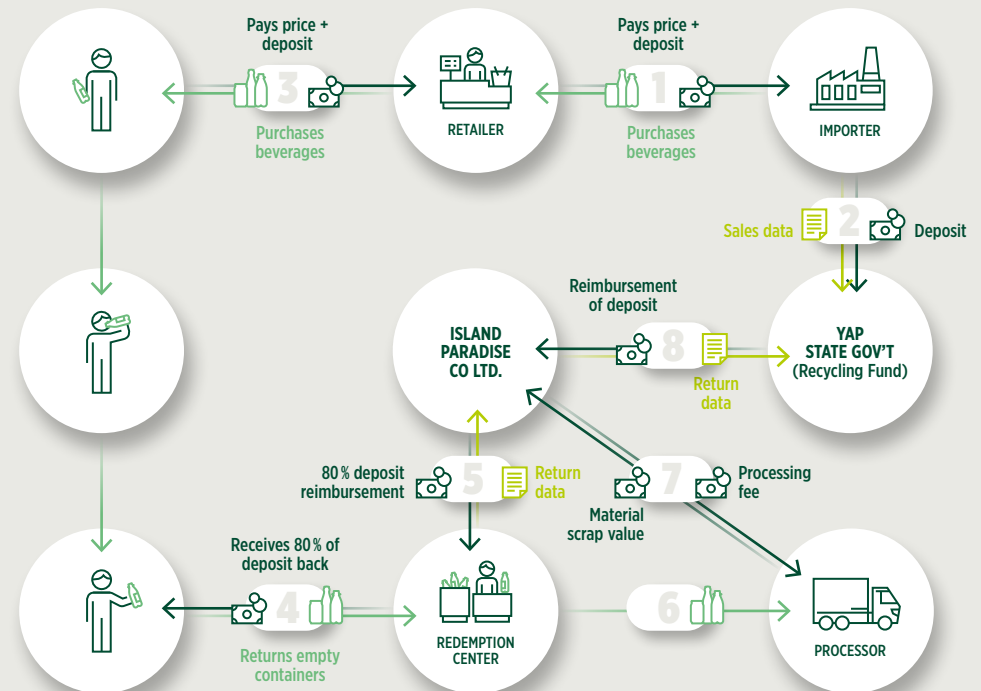 Pays price +
deposit
3
Purchases
beverages
RETAILER
Pays price +
deposit
1
Purchases
beverages
IMPORTER
Sales data
2
Deposit
Reimbursement
of deposit
8
Return
data
ISLAND
PARADISE
CO LTD.
YAP
STATE GOV'T
(Recycling Fund)
80 % deposit
reimbursement
5
Return
data
7
Processing
fee
Material
scrap value
Receives 80 % of
deposit back
4
Returns empty
containers
REDEMPTION
CENTER
6
PROCESSOR